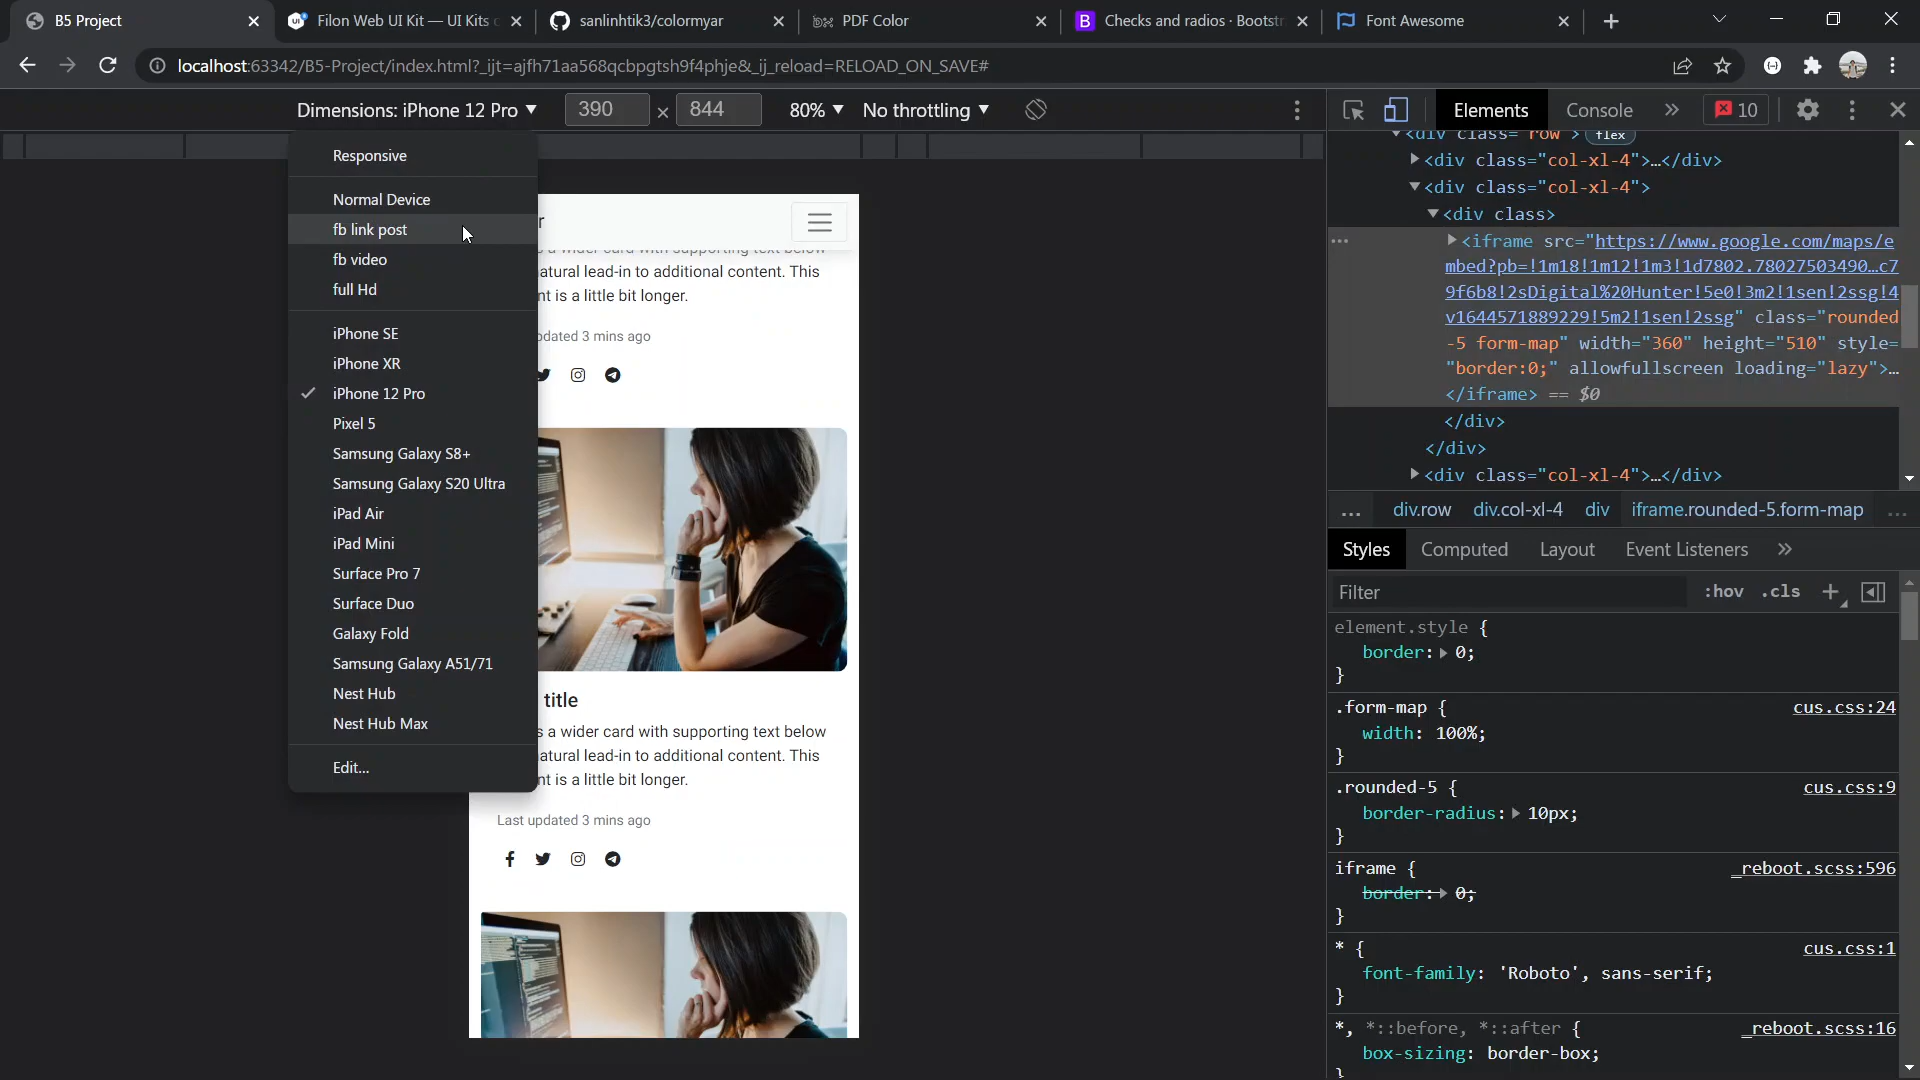 B5 Project
Filon Web UI Kit — UI Kits
sanlinhtik3/colormyar
PDF Color
Checks and radios · Bootstr
Font Awesome
localhost:63342/B5-Project/index.html?_ijt=ajfh71aa568qcbpgtsh9f4phje&_ij_reload=RELOAD_ON_SAVE#
Dimensions: iPhone 12 Pro
390
844
80%
No throttling
Elements
Console
10
Responsive
Normal Device
fb link post
fb video
full Hd
iPhone SE
iPhone XR
iPhone 12 Pro
Pixel 5
Samsung Galaxy S8+
Samsung Galaxy S20 Ultra
iPad Air
iPad Mini
Surface Pro 7
Surface Duo
Galaxy Fold
Samsung Galaxy A51/71
Nest Hub
Nest Hub Max
Edit...
r
a wider card with supporting text below
atural lead-in to additional content. This
nt is a little bit longer.
pdated 3 mins ago
title
s a wider card with supporting text below
atural lead-in to additional content. This
nt is a little bit longer.
Last updated 3 mins ago
<div class="row"> flex
<div class="col-xl-4">…</div>
<div class="col-xl-4">
<div class>
<iframe src="https://www.google.com/maps/e
mbed?pb=!1m18!1m12!1m3!1d7802.78027503490…c7
9f6b8!2sDigital%20Hunter!5e0!3m2!1sen!2ssg!4
v1644571889229!5m2!1sen!2ssg" class="rounded
-5 form-map" width="360" height="510" style=
"border:0;" allowfullscreen loading="lazy">…
</iframe> == $0
</div>
</div>
<div class="col-xl-4">…</div>
... div.row div.col-xl-4 div iframe.rounded-5.form-map ...
Styles
Computed
Layout
Event Listeners
Filter
:hov .cls
element.style {
border: 0;
}
.form-map { cus.css:24
width: 100%;
}
.rounded-5 { cus.css:9
border-radius: 10px;
}
iframe { _reboot.scss:596
border: 0;
}
* { cus.css:1
font-family: 'Roboto', sans-serif;
}
*, *::before, *::after { _reboot.scss:16
box-sizing: border-box;
}